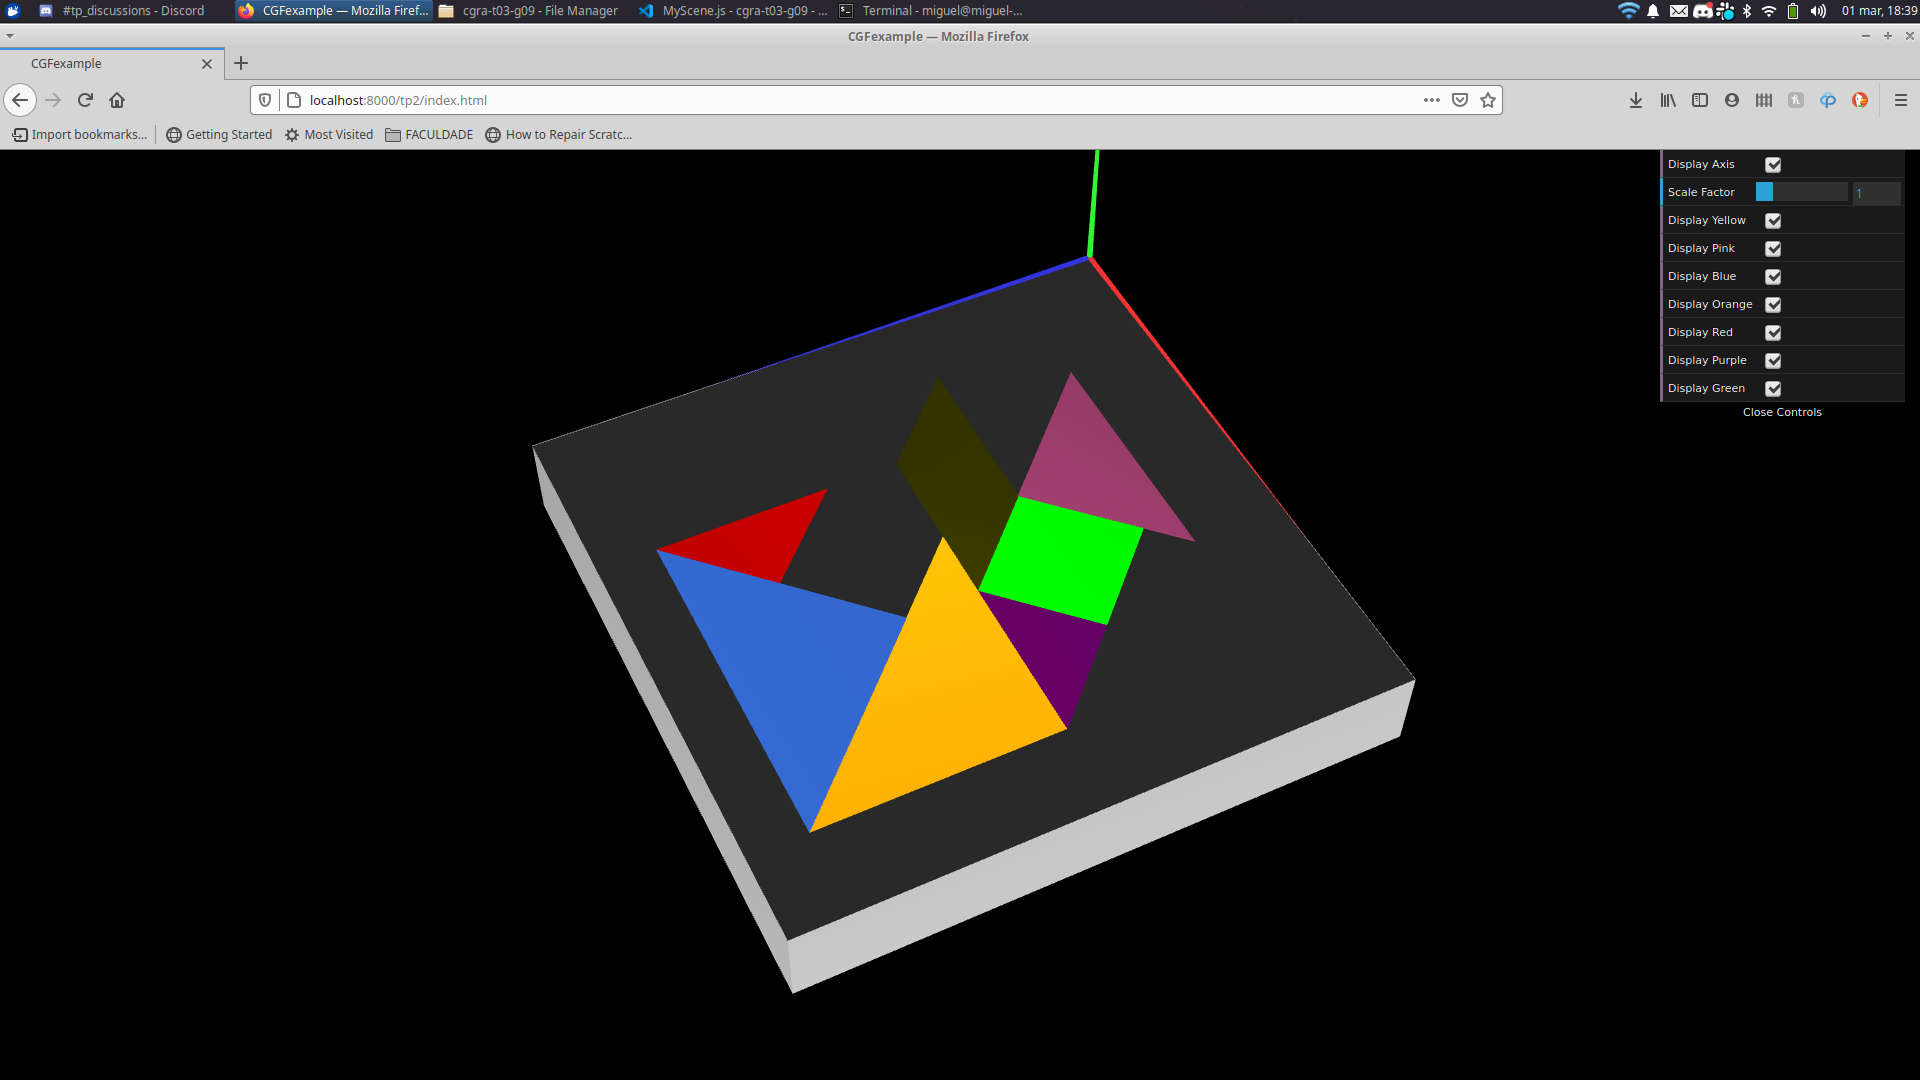 #tp_discussions - Discord
CGFexample — Mozilla Firef...
cgra-t03-g09 - File Manager
MyScene.js - cgra-t03-g09 - ...
Terminal - miguel@miguel-...
01 mar, 18:39
CGFexample — Mozilla Firefox
CGFexample
localhost:8000/tp2/index.html
Import bookmarks...
Getting Started
Most Visited
FACULDADE
How to Repair Scratc...
Display Axis
Scale Factor 1
Display Yellow
Display Pink
Display Blue
Display Orange
Display Red
Display Purple
Display Green
Close Controls